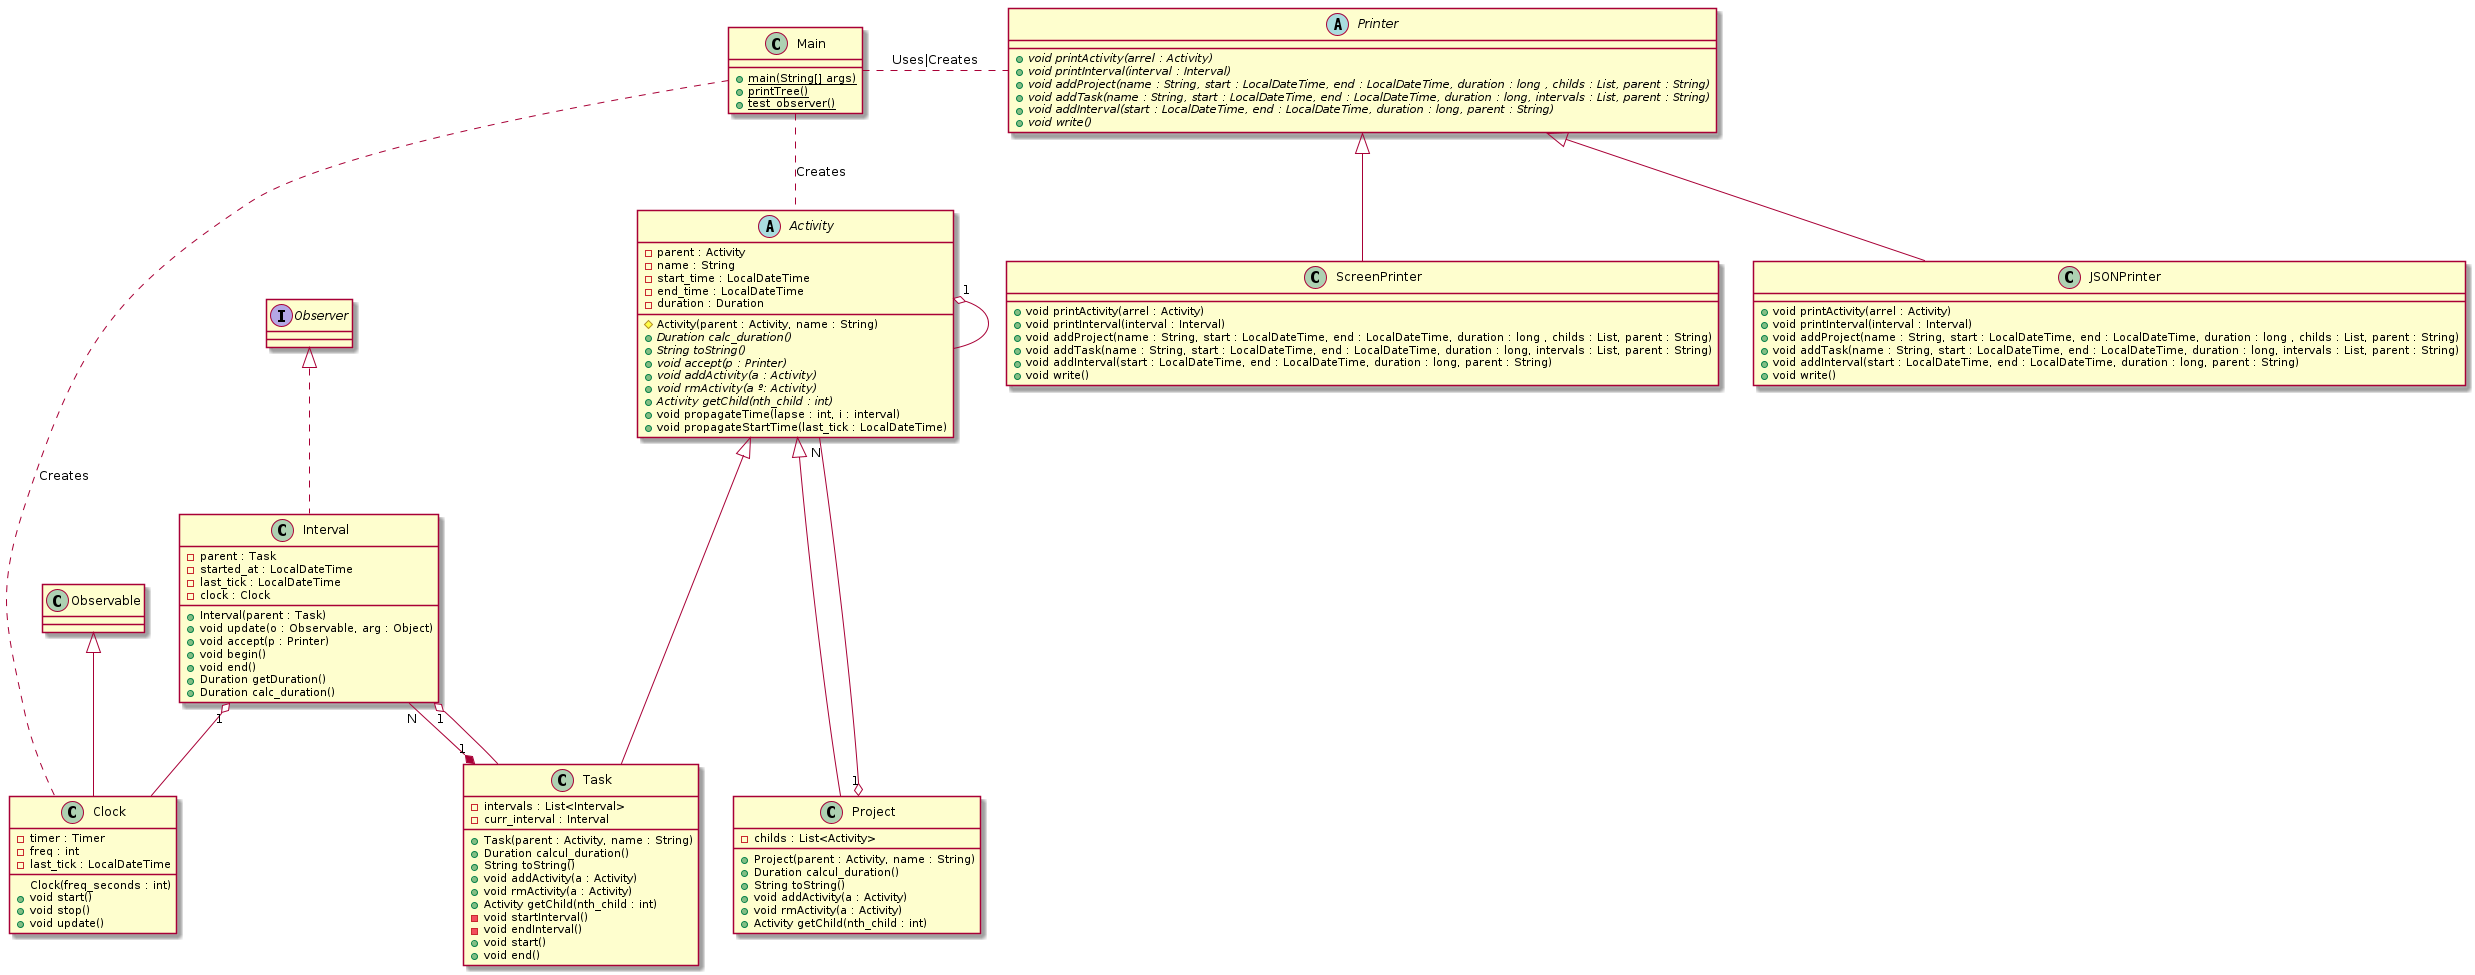 Main
main(String[] args)
printTree()
test_observer()
Uses|Creates
Printer
void printActivity(arrel : Activity)
void printInterval(interval : Interval)
void addProject(name : String, start : LocalDateTime, end : LocalDateTime, duration : long , childs : List, parent : String)
void addTask(name : String, start : LocalDateTime, end : LocalDateTime, duration : long, intervals : List, parent : String)
void addInterval(start : LocalDateTime, end : LocalDateTime, duration : long, parent : String)
void write()
Creates
Activity
parent : Activity
name : String
start_time : LocalDateTime
end_time : LocalDateTime
duration : Duration
Activity(parent : Activity, name : String)
Duration calc_duration()
String toString()
void accept(p : Printer)
void addActivity(a : Activity)
void rmActivity(a º: Activity)
Activity getChild(nth_child : int)
void propagateTime(lapse : int, i : interval)
void propagateStartTime(last_tick : LocalDateTime)
1
ScreenPrinter
void printActivity(arrel : Activity)
void printInterval(interval : Interval)
void addProject(name : String, start : LocalDateTime, end : LocalDateTime, duration : long , childs : List, parent : String)
void addTask(name : String, start : LocalDateTime, end : LocalDateTime, duration : long, intervals : List, parent : String)
void addInterval(start : LocalDateTime, end : LocalDateTime, duration : long, parent : String)
void write()
JSONPrinter
void printActivity(arrel : Activity)
void printInterval(interval : Interval)
void addProject(name : String, start : LocalDateTime, end : LocalDateTime, duration : long , childs : List, parent : String)
void addTask(name : String, start : LocalDateTime, end : LocalDateTime, duration : long, intervals : List, parent : String)
void addInterval(start : LocalDateTime, end : LocalDateTime, duration : long, parent : String)
void write()
Observer
Creates
N
Interval
parent : Task
started_at : LocalDateTime
last_tick : LocalDateTime
clock : Clock
Interval(parent : Task)
void update(o : Observable, arg : Object)
void accept(p : Printer)
void begin()
void end()
Duration getDuration()
Duration calc_duration()
Observable
1
N
1
1
1
Clock
timer : Timer
freq : int
last_tick : LocalDateTime
Clock(freq_seconds : int)
void start()
void stop()
void update()
Task
intervals : List<Interval>
curr_interval : Interval
Task(parent : Activity, name : String)
Duration calcul_duration()
String toString()
void addActivity(a : Activity)
void rmActivity(a : Activity)
Activity getChild(nth_child : int)
void startInterval()
void endInterval()
void start()
void end()
Project
childs : List<Activity>
Project(parent : Activity, name : String)
Duration calcul_duration()
String toString()
void addActivity(a : Activity)
void rmActivity(a : Activity)
Activity getChild(nth_child : int)